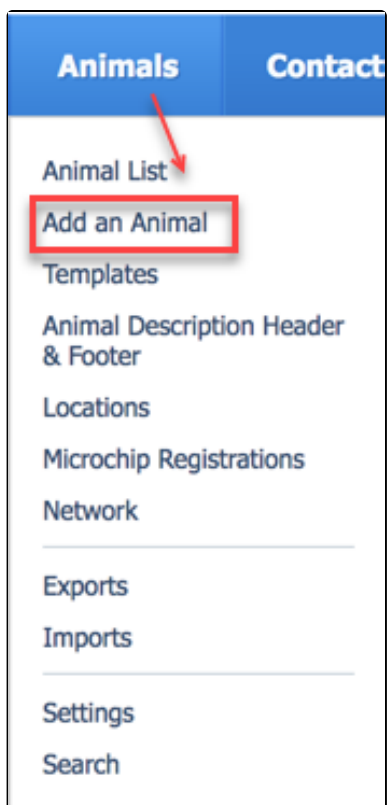 Animals Contact
Animal List
Add an Animal
Templates
Animal Description Header
& Footer
Locations
Microchip Registrations
Network
Exports
Imports
Settings
Search